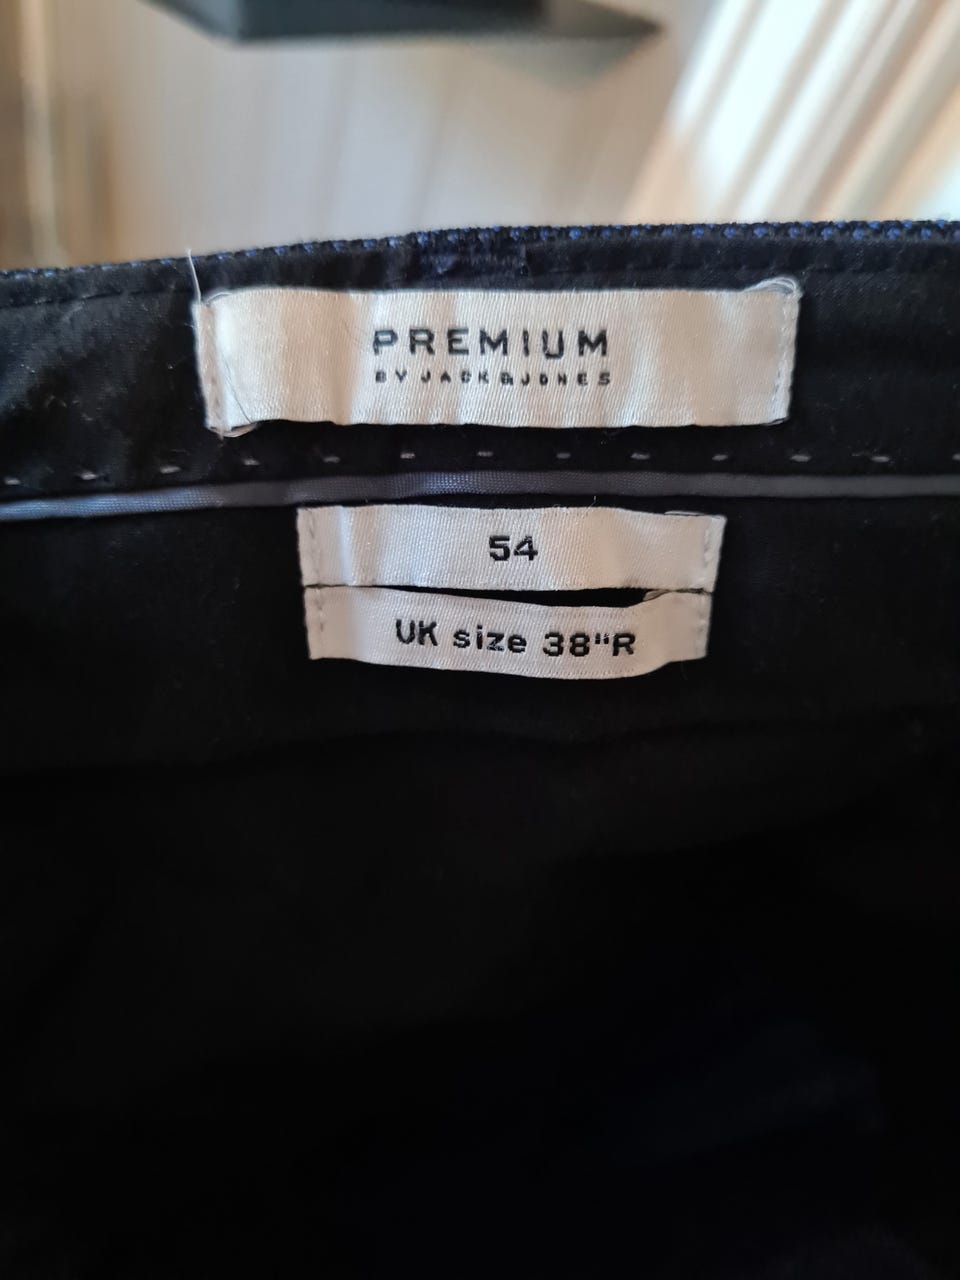 PREMIUM
BY JACK&JONES
54
UK size 38"R